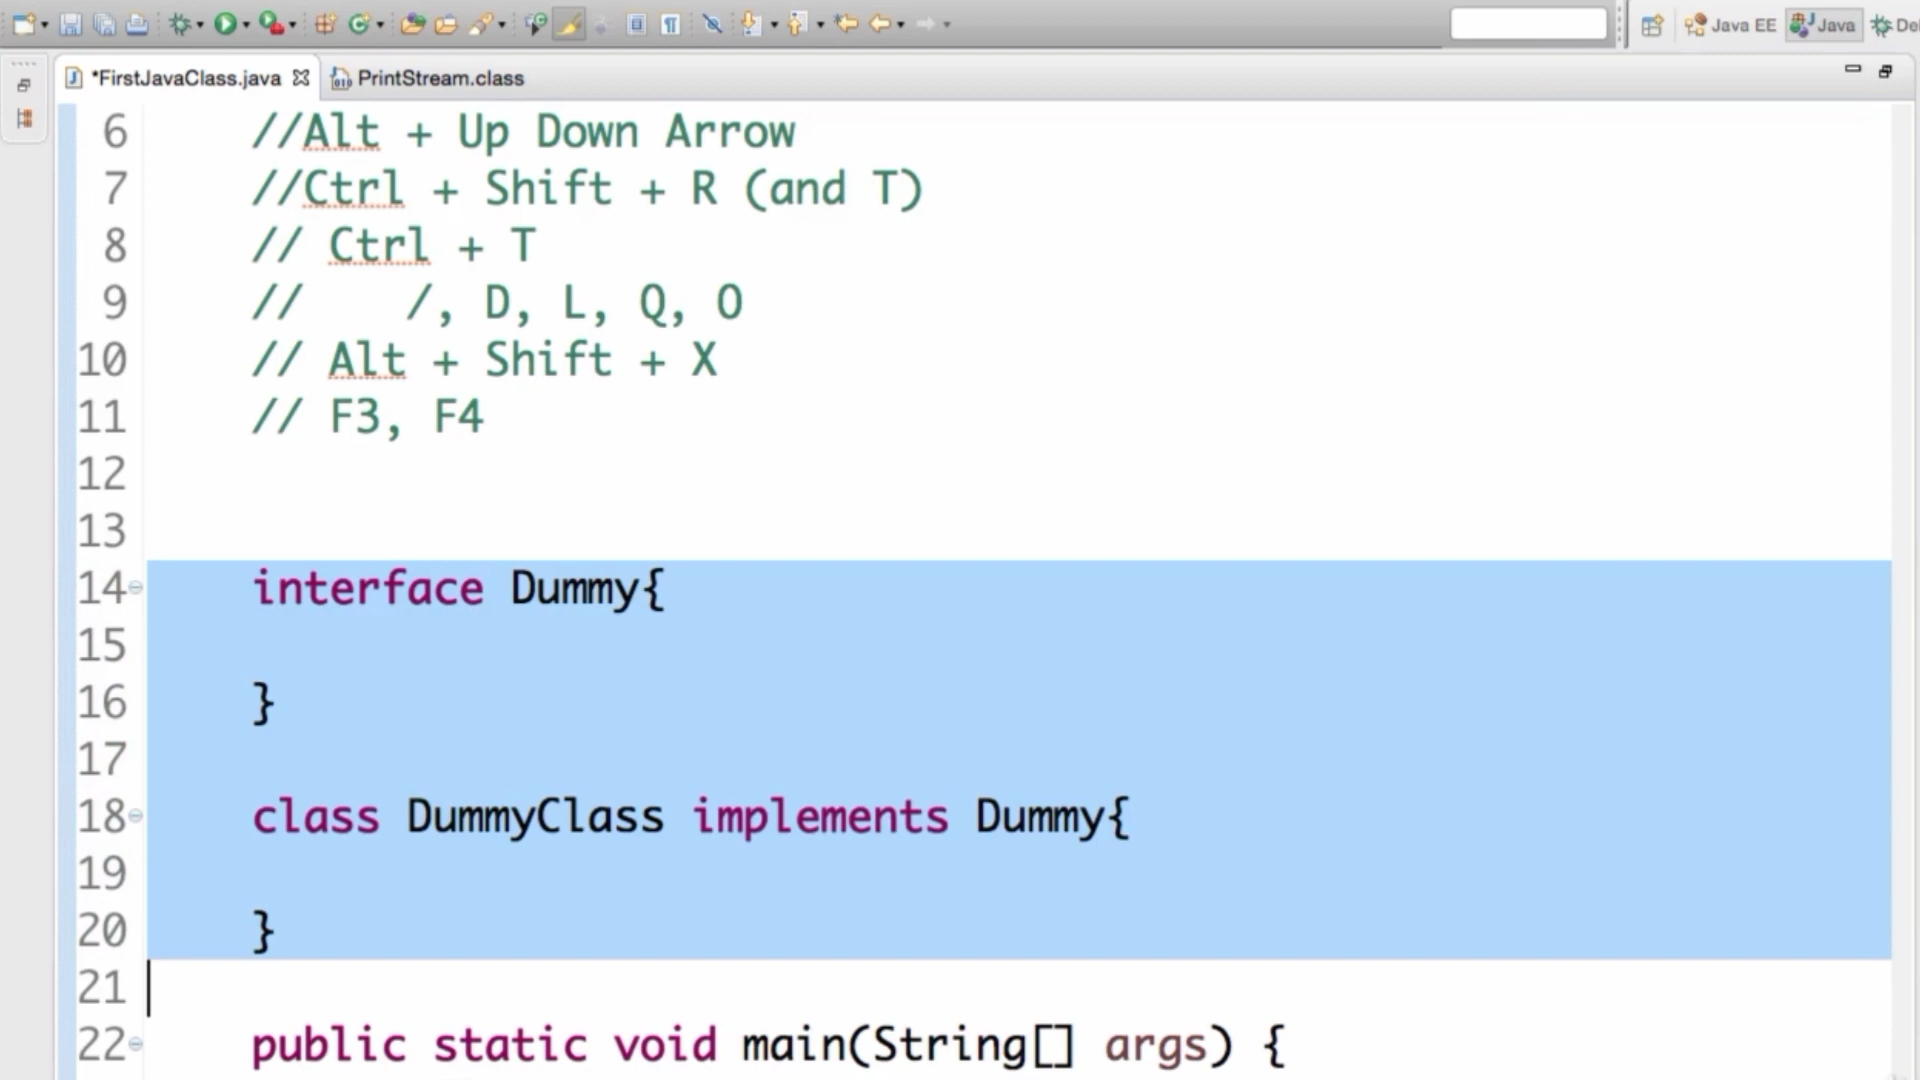 Java EE
Java
*FirstJavaClass.java
PrintStream.class
6 //Alt + Up Down Arrow
7 //Ctrl + Shift + R (and T)
8 // Ctrl + T
9 //    /, D, L, Q, O
10 // Alt + Shift + X
11 // F3, F4
12
13
14 interface Dummy{
15
16 }
17
18 class DummyClass implements Dummy{
19
20 }
21
22 public static void main(String[] args) {